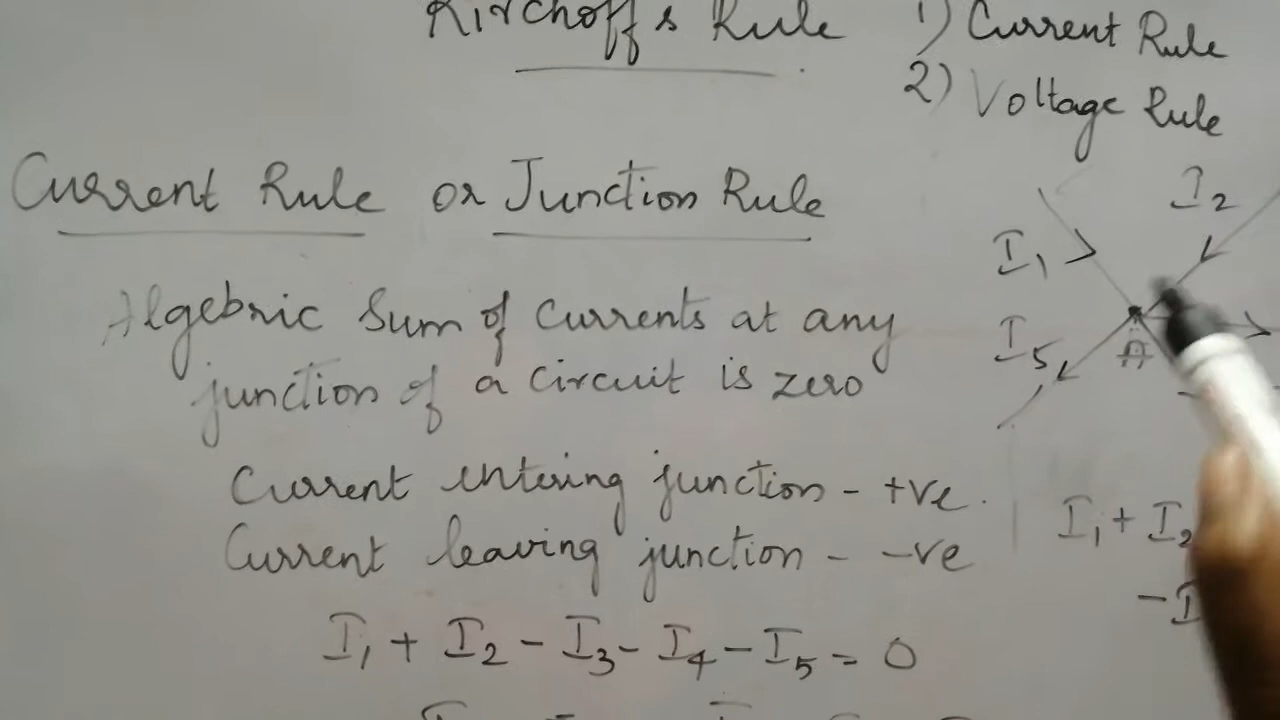 Kirchoff's Rule
1) Current Rule
2) Voltage Rule
Current Rule or Junction Rule
Algebric Sum of Currents at any
junction of a circuit is zero
Current entering junction - +ve.
Current leaving junction - -ve
I1 + I2 - I3 - I4 - I5 = 0
I1
I2
I5
A
I1 + I2
- I